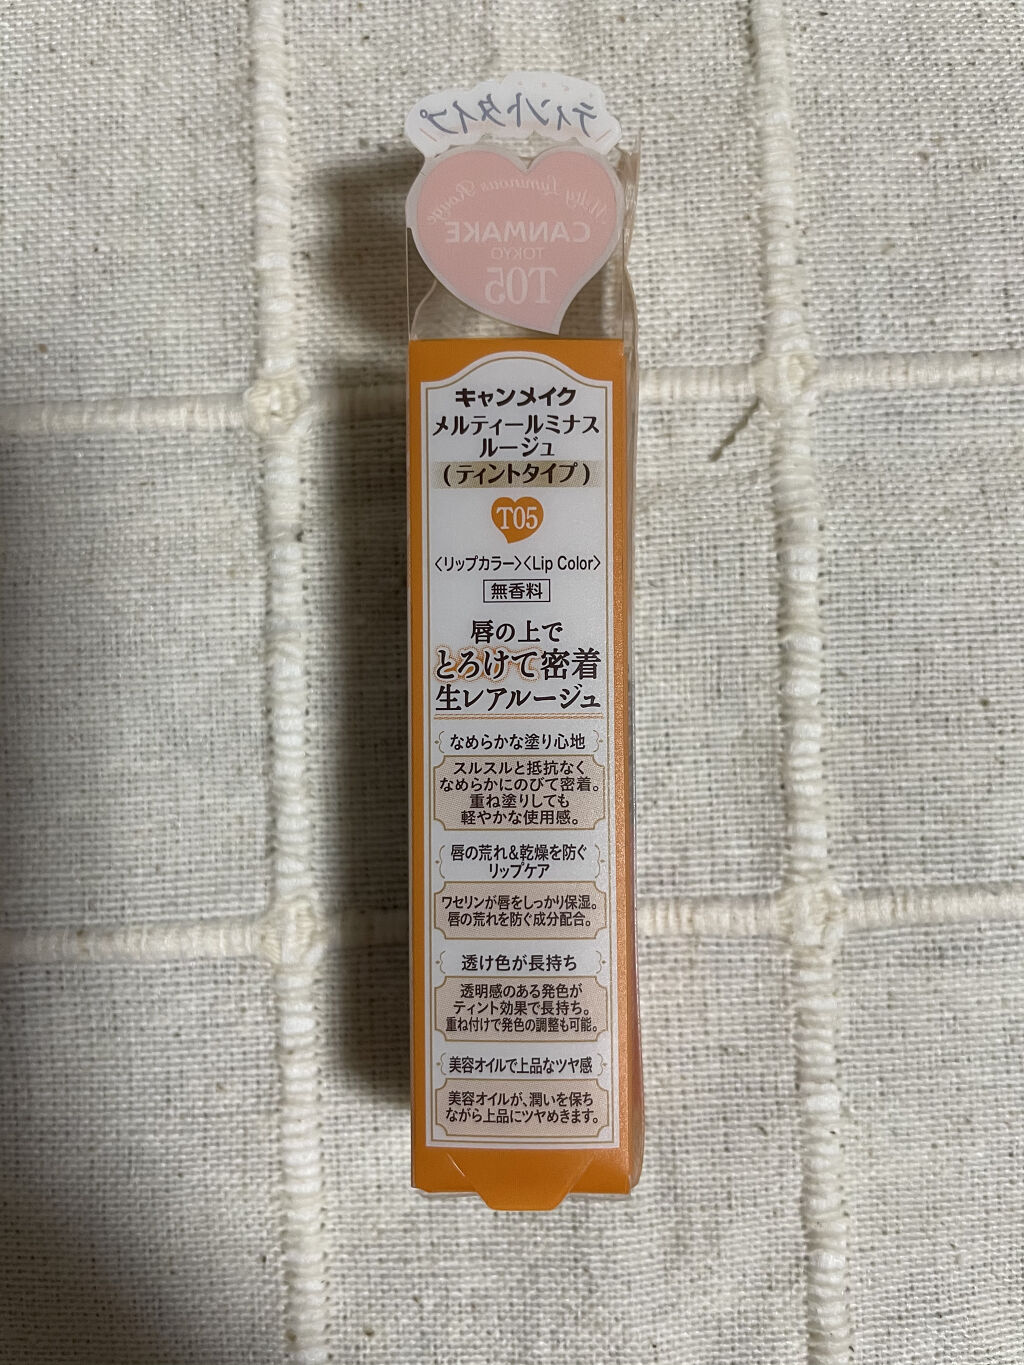 ティントタイプ
Melty Luminous Rouge
CANMAKE
TOKYO
T05
キャンメイク
メルティールミナス
ルージュ
(ティントタイプ)
T05
〈リップカラー〉〈Lip Color〉
無香料
唇の上で
とろけて密着
生レアルージュ
なめらかな塗り心地
スルスルと抵抗なく
なめらかにのびて密着。
重ね塗りしても
軽やかな使用感。
唇の荒れ&乾燥を防ぐ
リップケア
ワセリンが唇をしっかり保湿。
唇の荒れを防ぐ成分配合。
透け色が長持ち
透明感のある発色が
ティント効果で長持ち。
重ね付けで発色の調整も可能。
美容オイルで上品なツヤ感
美容オイルが、潤いを保ち
ながら上品にツヤめきます。